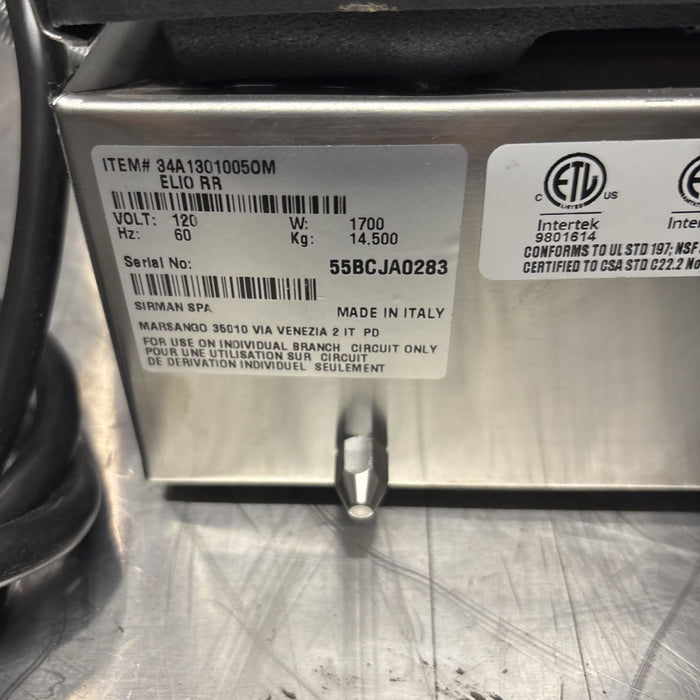 ITEM# 34A1301005OM
ELIO RR
VOLT: 120 W: 1700
Hz: 60 Kg: 14.500
Serial No: 55BCJA0283
SIRMAN SPA MADE IN ITALY
MARSANGO 35010 VIA VENEZIA 2 IT PD
FOR USE ON INDIVIDUAL BRANCH CIRCUIT ONLY
POUR UNE UTILISATION SUR CIRCUIT
DE DERIVATION INDIVIDUEL SEULEMENT
C ETL US
LISTED
Intertek
9801614
CONFORMS TO UL STD 197; NSF
CERTIFIED TO CSA STD C22.2 No